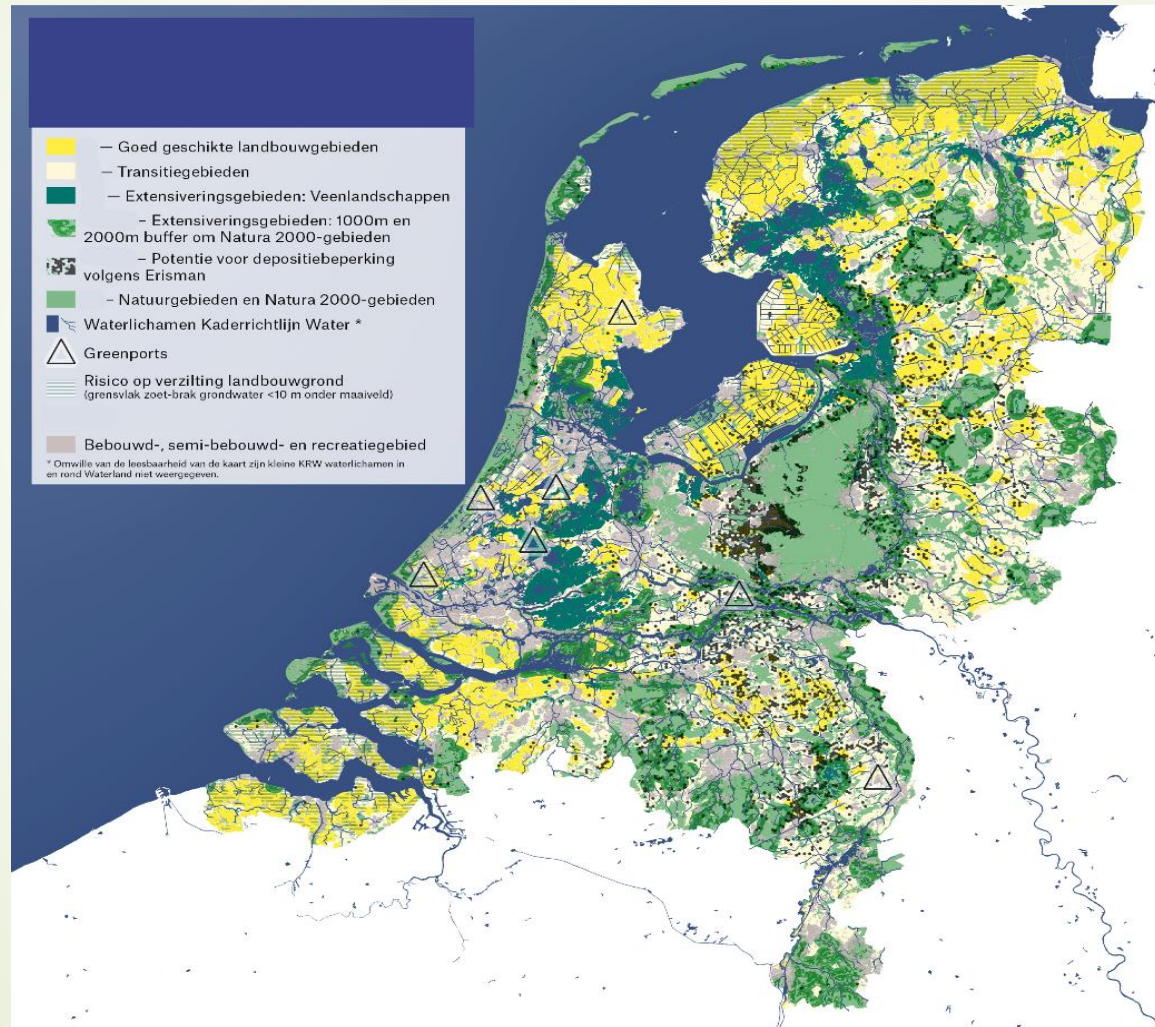 — Goed geschikte landbouwgebieden
— Transitiegebieden
— Extensiveringsgebieden: Veenlandschappen
– Extensiveringsgebieden: 1000m en
2000m buffer om Natura 2000-gebieden
– Potentie voor depositiebeperking
volgens Erisman
– Natuurgebieden en Natura 2000-gebieden
Waterlichamen Kaderrichtlijn Water *
Greenports
Risico op verzilting landbouwgrond
(grensvlak zoet-brak grondwater <10 m onder maaiveld)
Bebouwd-, semi-bebouwd- en recreatiegebied
* Omwille van de leesbaarheid van de kaart zijn kleine KRW waterlichamen in
en rond Waterland niet weergegeven.